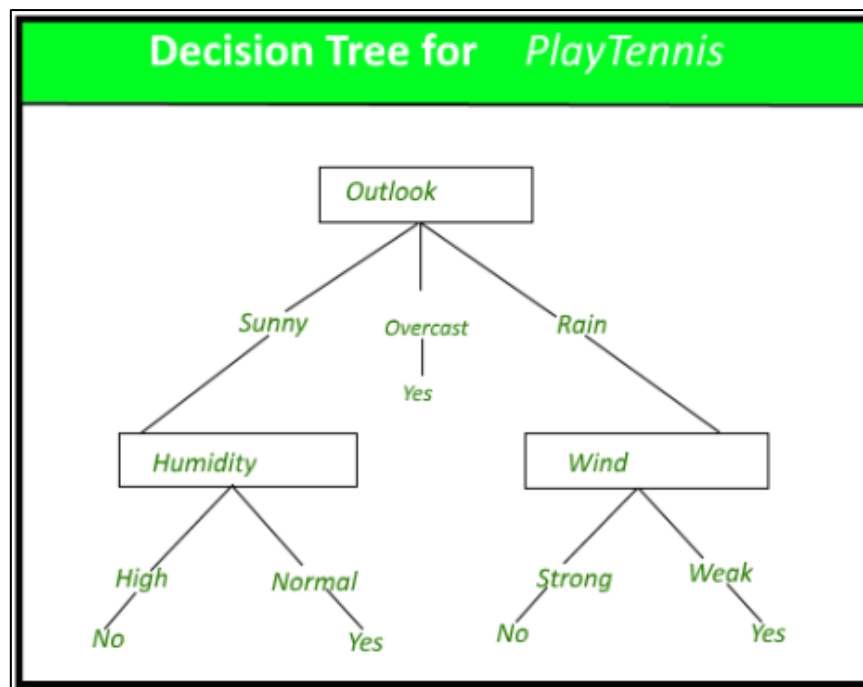 Decision Tree for PlayTennis
Outlook
Sunny Overcast Rain
Yes
Humidity Wind
High Normal Strong Weak
No Yes No Yes